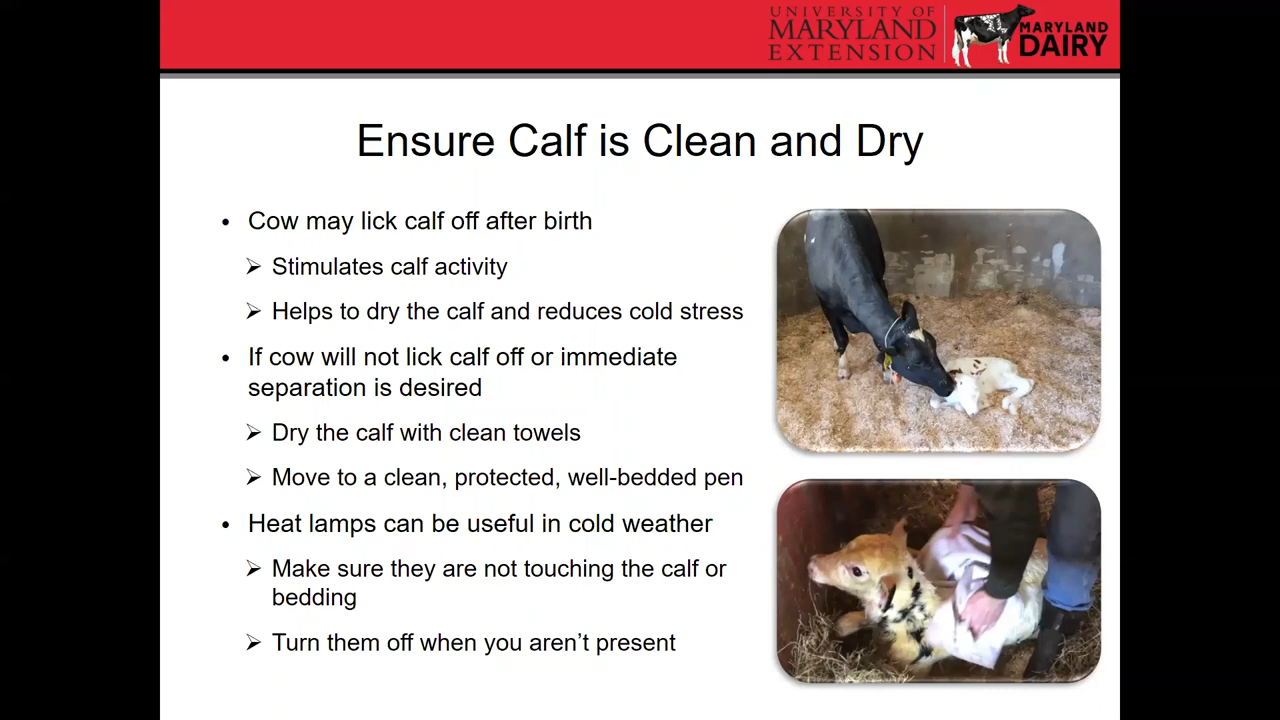 UNIVERSITY OF
MARYLAND
EXTENSION
MARYLAND
DAIRY
Ensure Calf is Clean and Dry
• Cow may lick calf off after birth
➢ Stimulates calf activity
➢ Helps to dry the calf and reduces cold stress
• If cow will not lick calf off or immediate
separation is desired
➢ Dry the calf with clean towels
➢ Move to a clean, protected, well-bedded pen
• Heat lamps can be useful in cold weather
➢ Make sure they are not touching the calf or
bedding
➢ Turn them off when you aren’t present